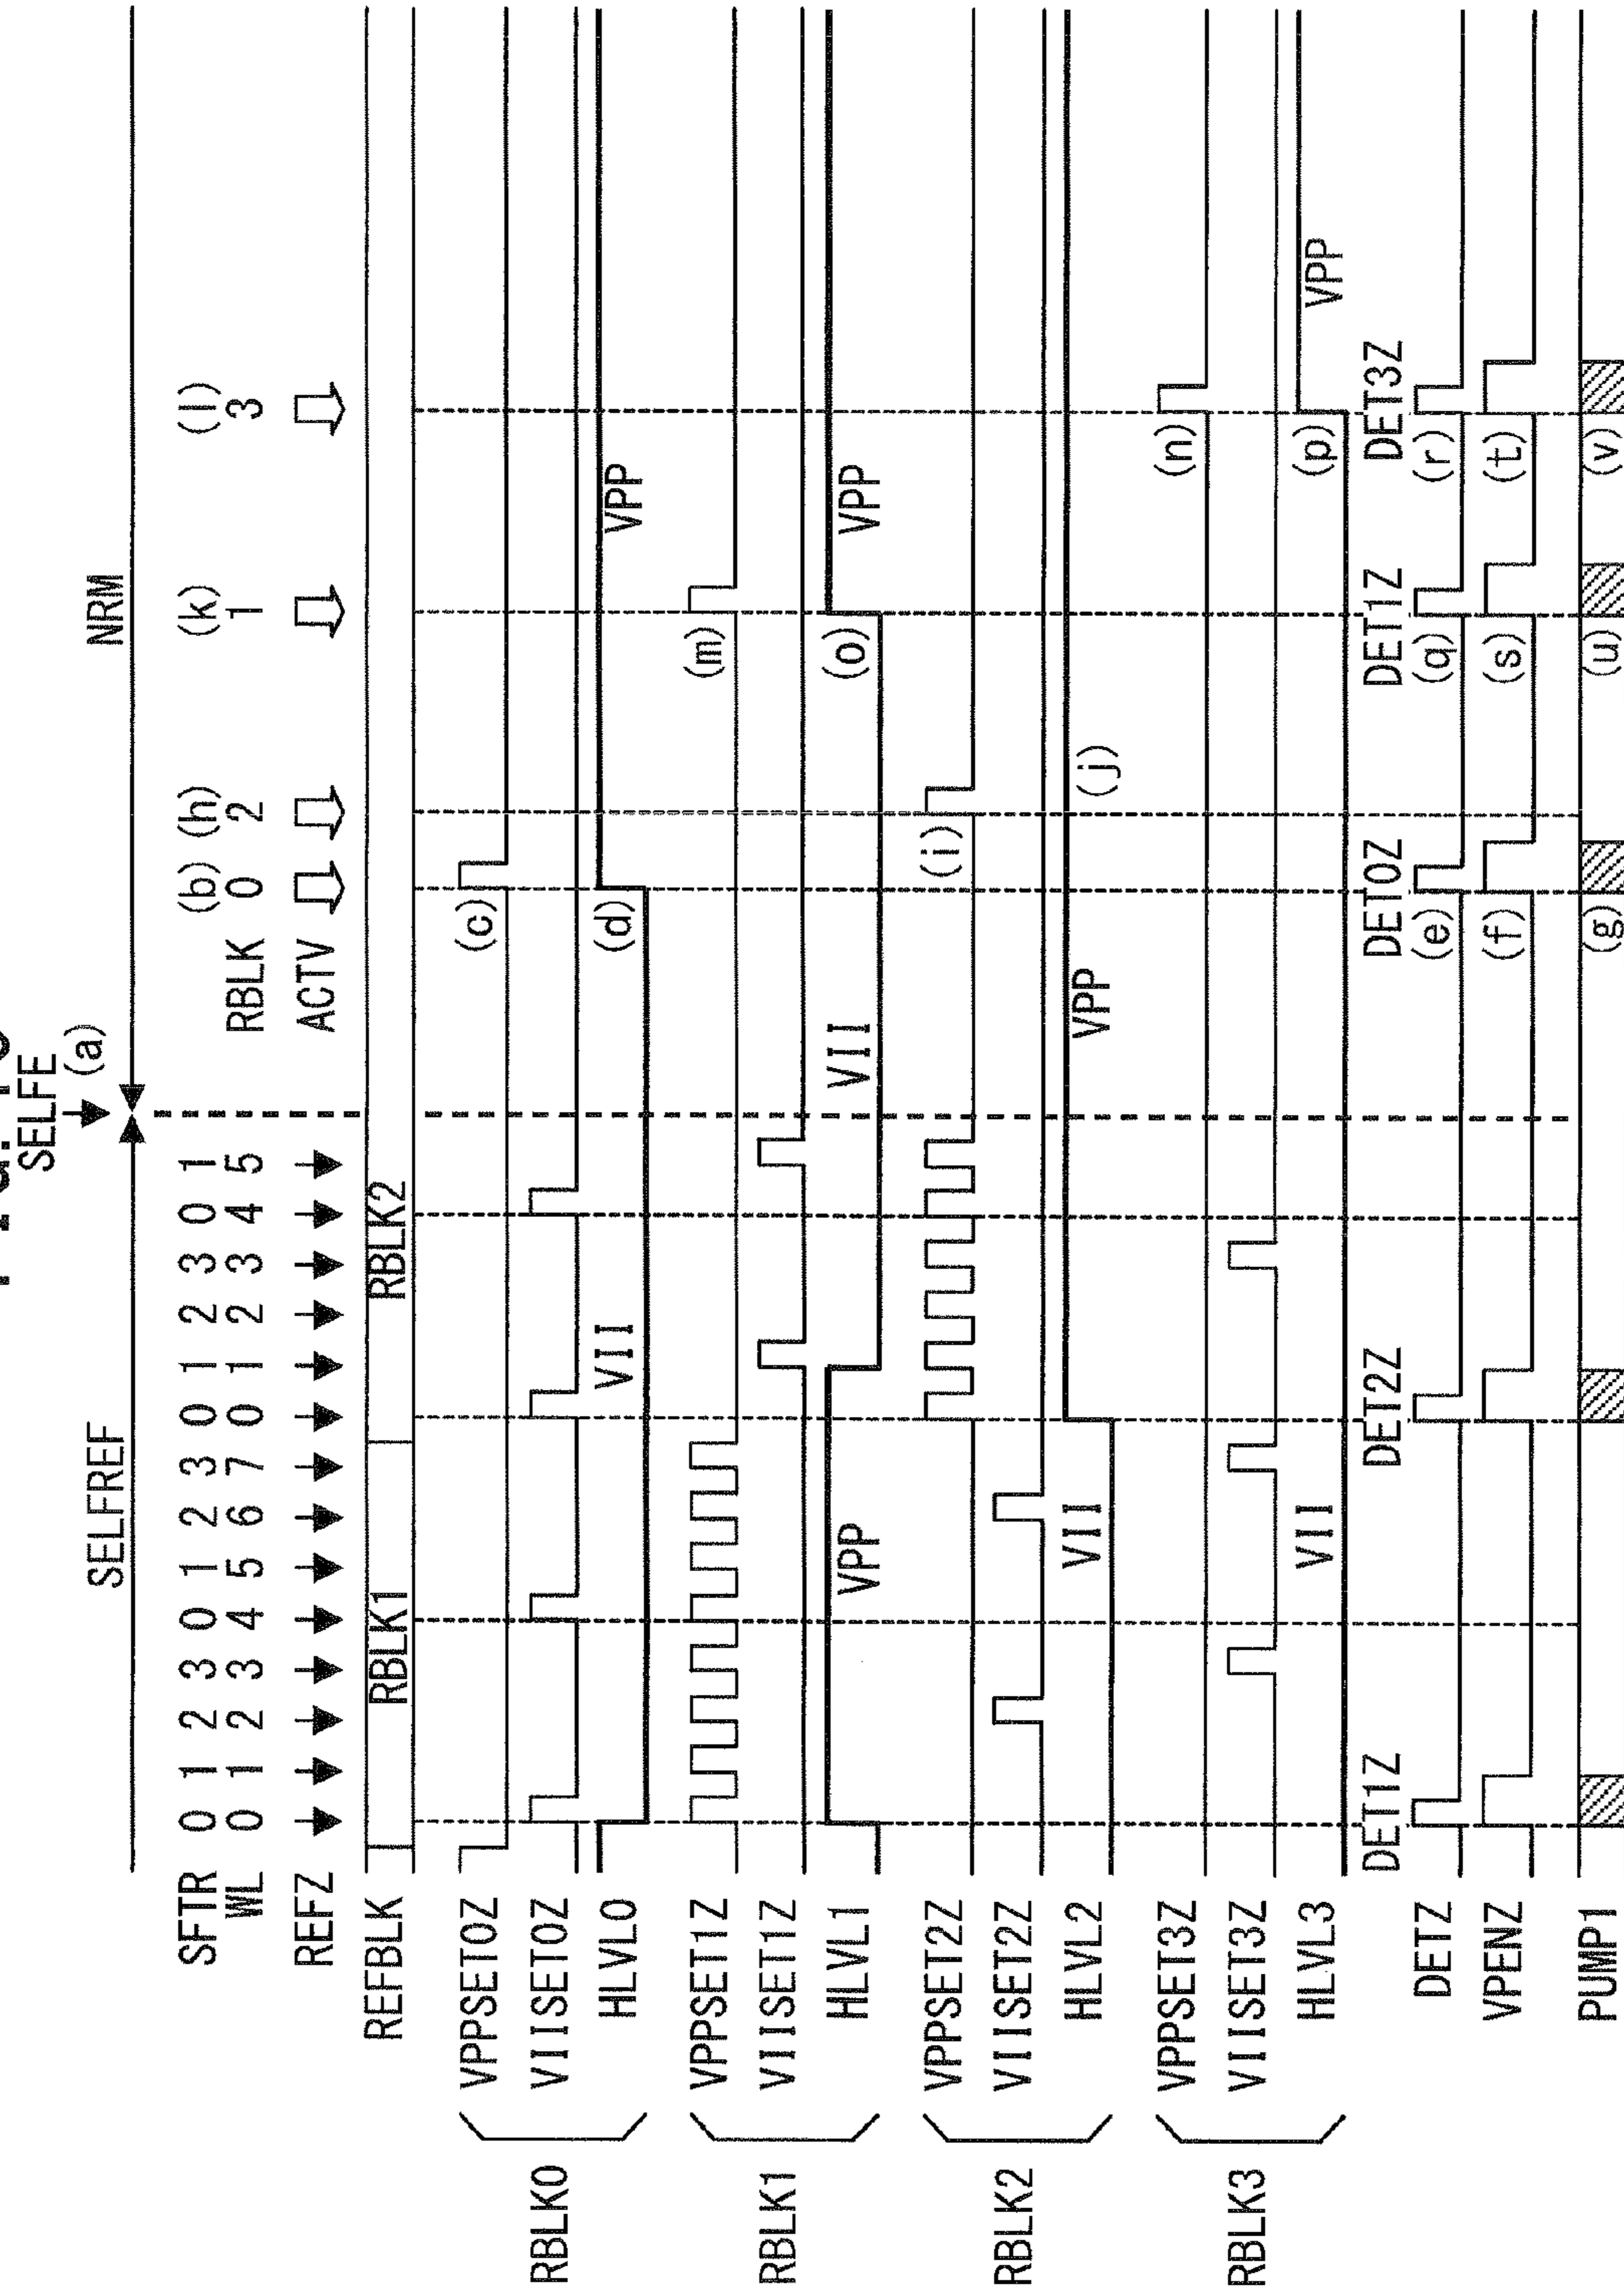 SELFE
(a)
SELFREF NRM
SFTR 0 1 2 3 0 1 2 3 0 1 2 3 0 1 (b) (h) (k) (l)
WL 0 1 2 3 4 5 6 7 0 1 2 3 4 5 RBLK 0 2 1 3
REFZ ACTV
REFBLK RBLK1 RBLK2
RBLK0
VPPSET0Z (c)
VIISET0Z
HLVL0 VII (d) VPP
RBLK1
VPPSET1Z (m)
VIISET1Z
HLVL1 VPP VII (o) VPP
RBLK2
VPPSET2Z (i)
VIISET2Z
HLVL2 VII VPP (j)
RBLK3
VPPSET3Z (n)
VIISET3Z
HLVL3 VII (p) VPP
DET1Z DET2Z DET0Z DET1Z DET3Z
DETZ (e) (q) (r)
VPENZ (f) (s) (t)
PUMP1 (g) (u) (v)